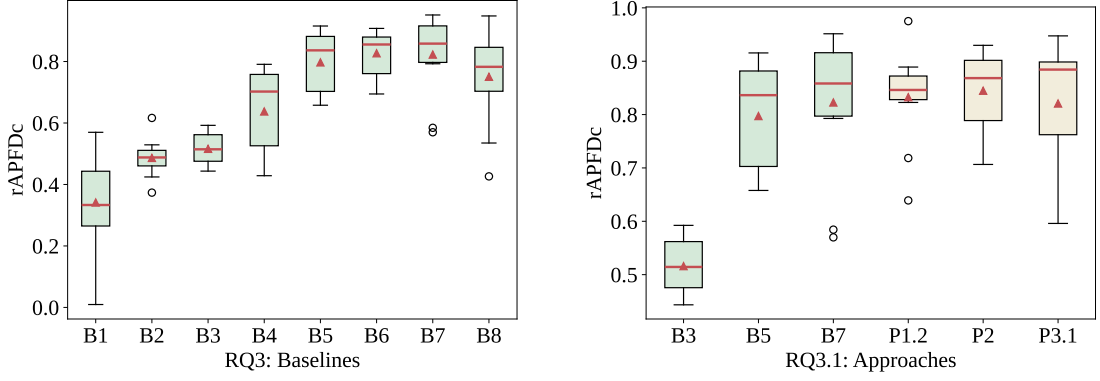 rAPFDc
0.8
0.6
0.4
0.2
0.0
B1 B2 B3 B4 B5 B6 B7 B8
RQ3: Baselines
rAPFDc
1.0
0.9
0.8
0.7
0.6
0.5
B3 B5 B7 P1.2 P2 P3.1
RQ3.1: Approaches